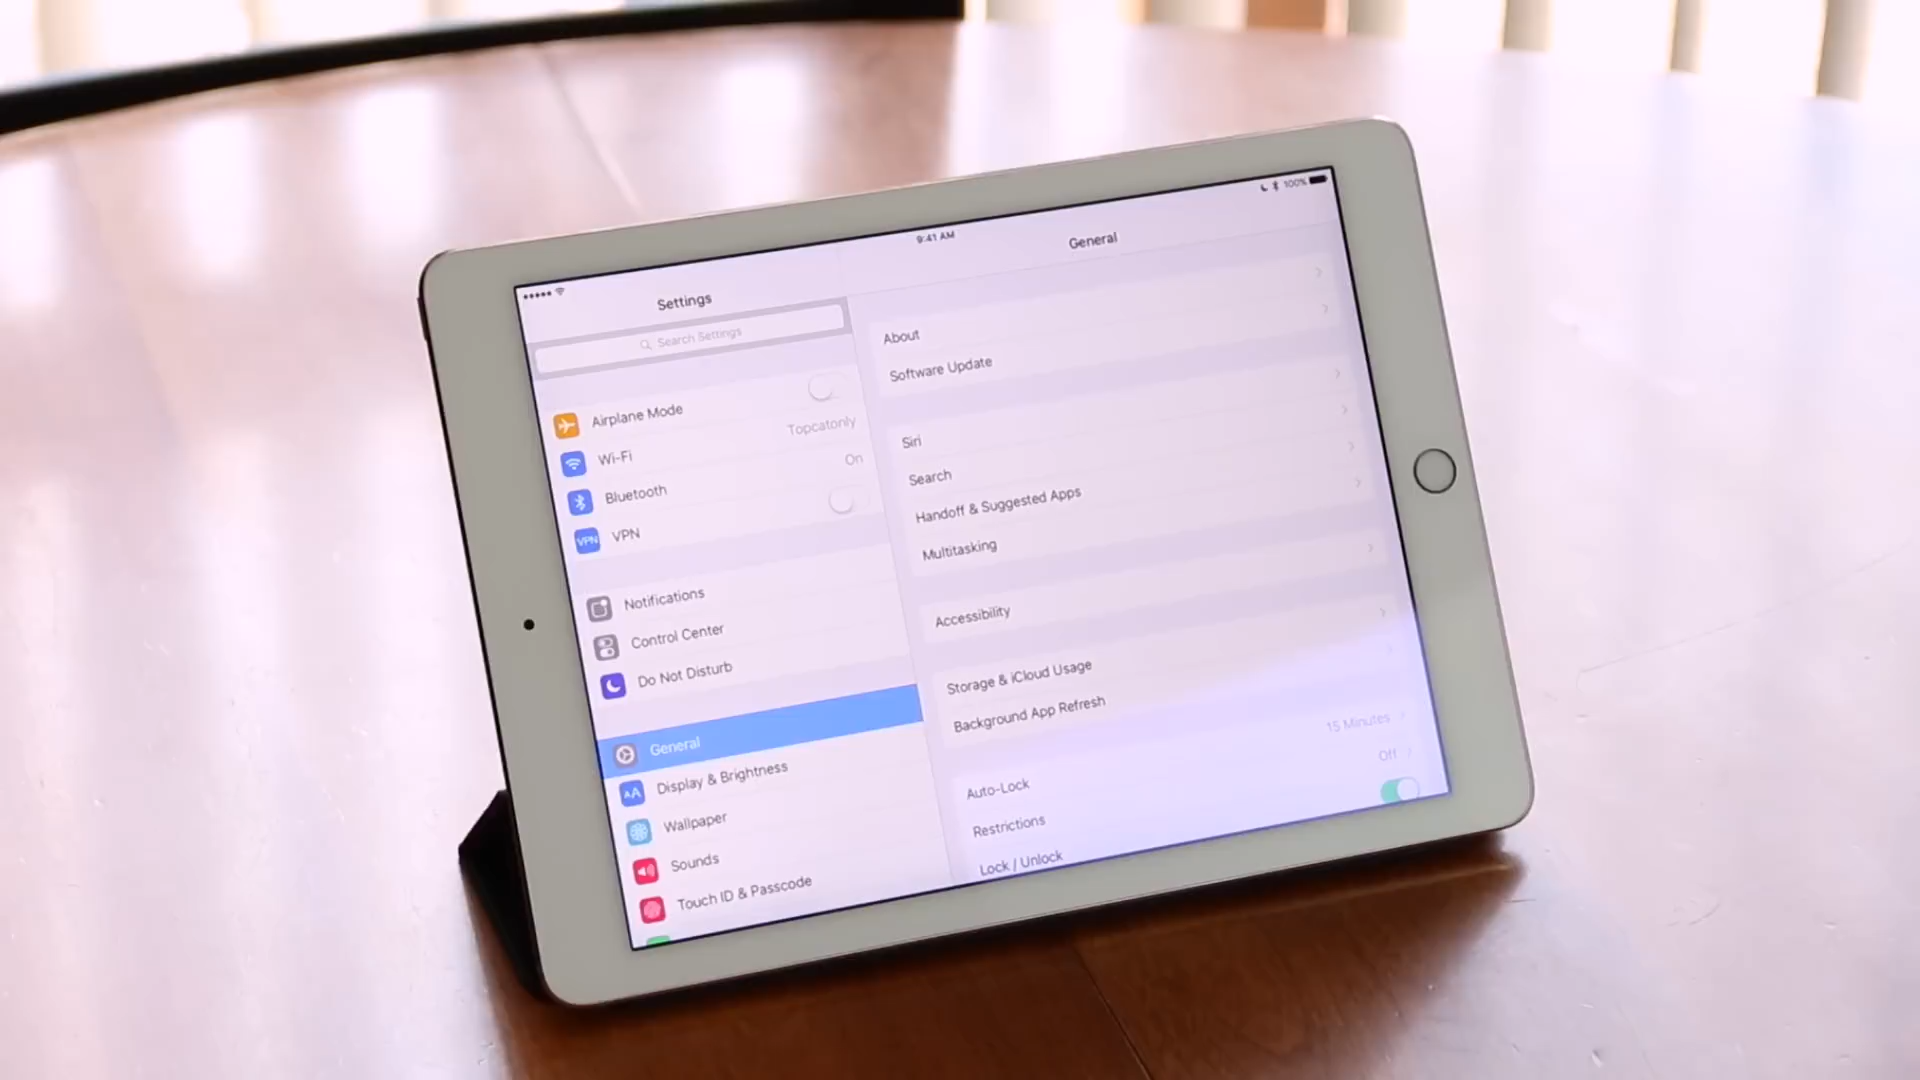 9:41 AM
100%
Settings
Search Settings
Airplane Mode
Wi-Fi
Topcatonly
Bluetooth
On
VPN
VPN
Notifications
Control Center
Do Not Disturb
General
AA
Display & Brightness
Wallpaper
Sounds
Touch ID & Passcode
General
About
Software Update
Siri
Search
Handoff & Suggested Apps
Multitasking
Accessibility
Storage & iCloud Usage
Background App Refresh
Auto-Lock
15 Minutes
Restrictions
Off
Lock / Unlock